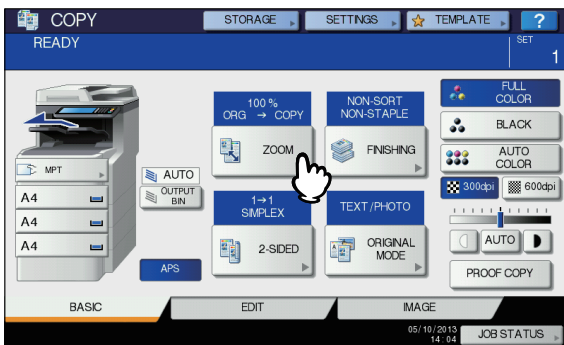 COPY
STORAGE
SETTINGS
TEMPLATE
?
READY
SET
1
100 %
ORG → COPY
ZOOM
NON-SORT
NON-STAPLE
FINISHING
1→1
SIMPLEX
2-SIDED
TEXT/PHOTO
ORIGINAL
MODE
MPT
A4
A4
A4
AUTO
OUTPUT
BIN
APS
FULL
COLOR
BLACK
AUTO
COLOR
300dpi
600dpi
AUTO
PROOF COPY
BASIC
EDIT
IMAGE
05/10/2013
14:04
JOB STATUS